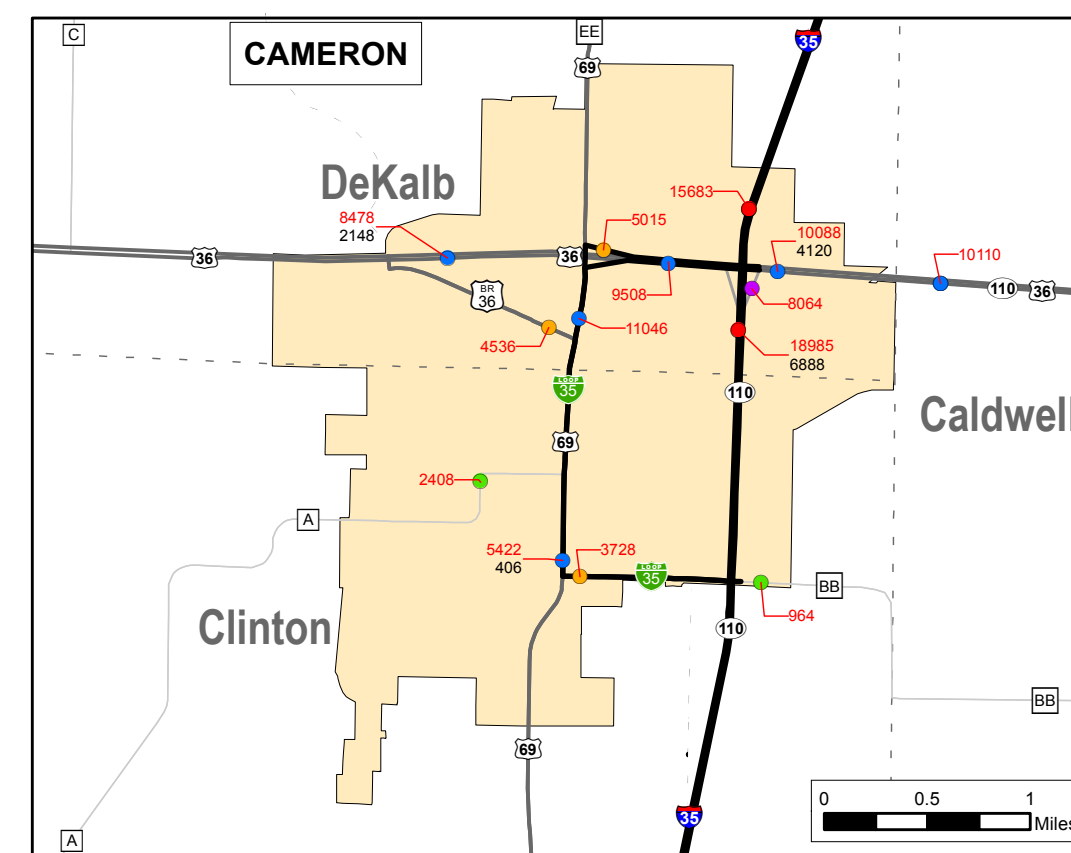 C
CAMERON
EE
69
35
DeKalb
15683
8478
2148
5015
10088
4120
10110
36
36
110
36
9508
8064
BR
36
11046
4536
18985
6888
LOOP
35
110
Caldwell
69
2408
A
5422
406
3728
LOOP
35
BB
964
Clinton
110
BB
69
0
0.5
1
Miles
35
A